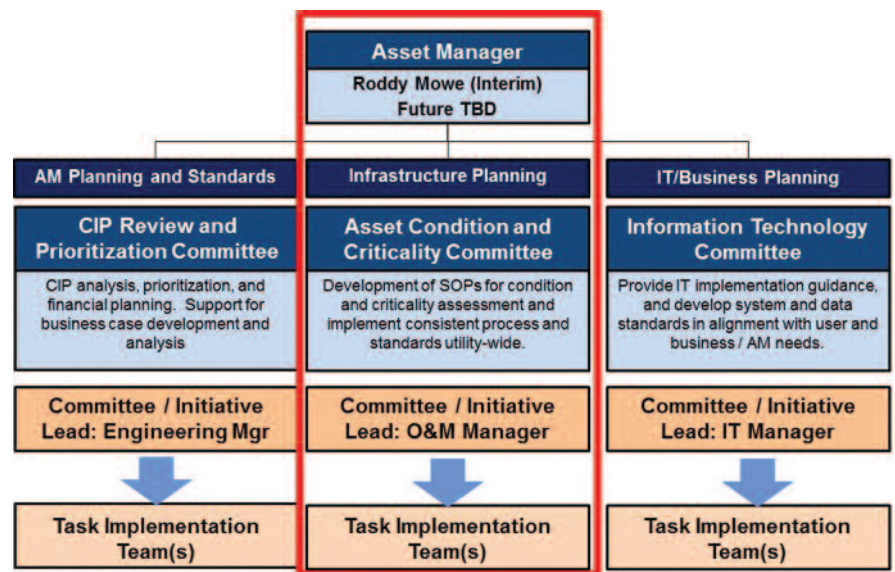 Asset Manager
Roddy Mowe (Interim)
Future TBD
AM Planning and Standards
Infrastructure Planning
IT/Business Planning
CIP Review and
Prioritization Committee
CIP analysis, prioritization, and
financial planning. Support for
business case development and
analysis
Asset Condition and
Criticality Committee
Development of SOPs for condition
and criticality assessment and
implement consistent process and
standards utility-wide.
Information Technology
Committee
Provide IT implementation guidance,
and develop system and data
standards in alignment with user and
business / AM needs.
Committee / Initiative
Lead: Engineering Mgr
Committee / Initiative
Lead: O&M Manager
Committee / Initiative
Lead: IT Manager
Task Implementation
Team(s)
Task Implementation
Team(s)
Task Implementation
Team(s)